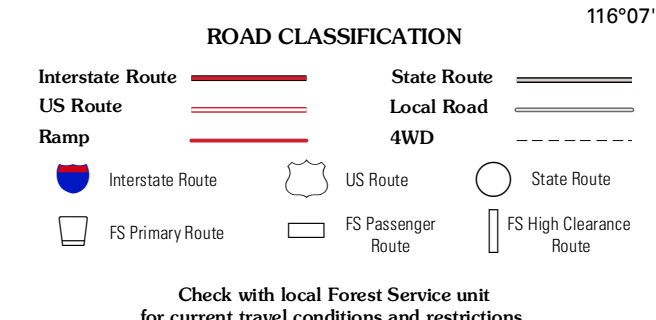 116°07'
ROAD CLASSIFICATION
Interstate Route
State Route
US Route
Local Road
Ramp
4WD
Interstate Route
US Route
State Route
FS Primary Route
FS Passenger
Route
FS High Clearance
Route
Check with local Forest Service unit
for current travel conditions and restrictions